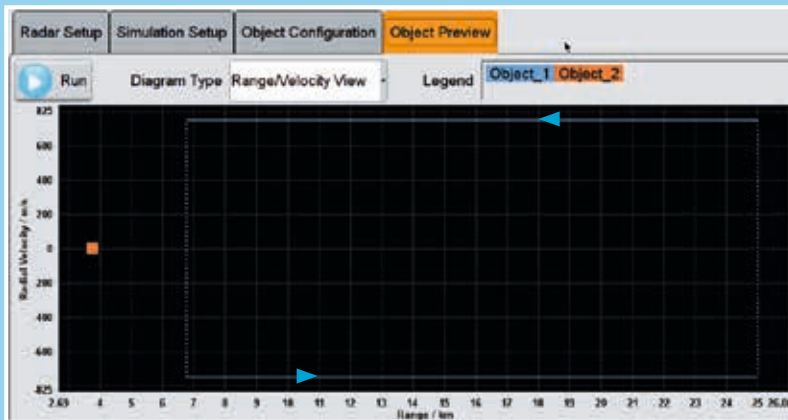 Radar Setup Simulation Setup Object Configuration Object Preview
Run Diagram Type Range/Velocity View Legend Object_1 Object_2
825
600
400
200
0
200
400
600
-825
Radial Velocity / m/s
2.69 4 5 6 7 8 9 10 11 12 13 14 15 16 17 18 19 20 21 22 23 24 25
Range / km